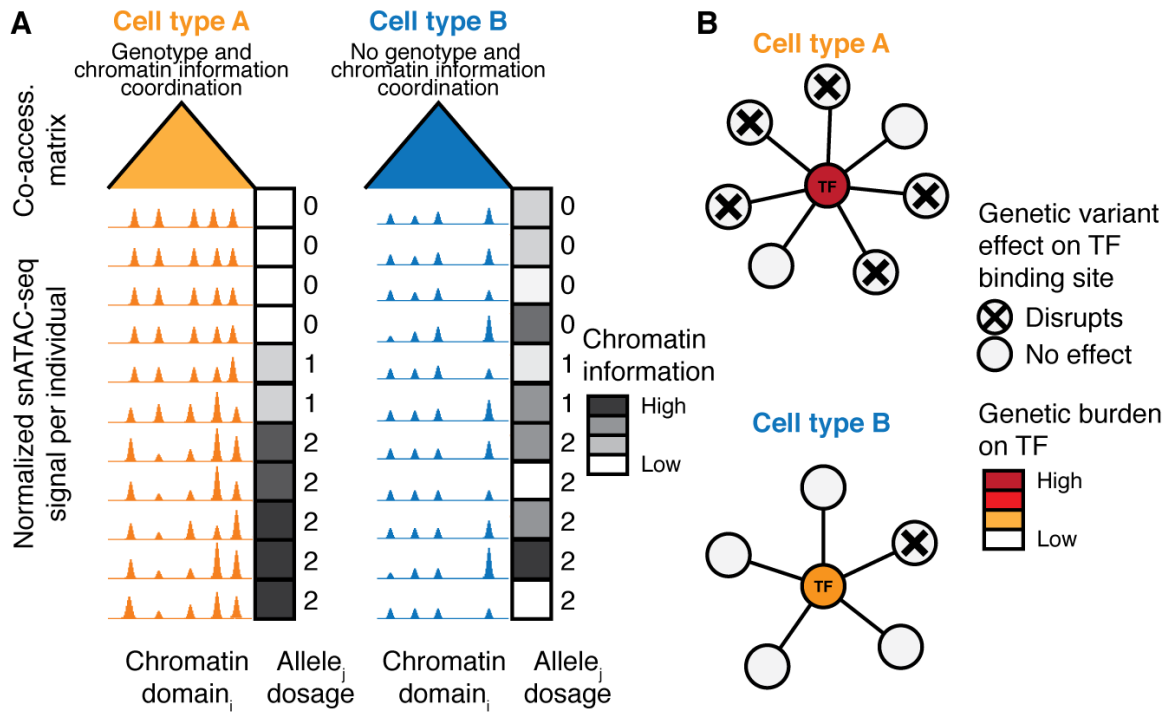 A
Cell type A
Genotype and
chromatin information
coordination
Cell type B
No genotype and
chromatin information
coordination
Co-access.
matrix
Normalized snATAC-seq
signal per individual
0
0
0
0
1
1
2
2
2
2
2
0
0
0
0
1
1
2
2
2
2
2
Chromatin
information
High
Low
Chromatin
domainᵢ
Alleleⱼ
dosage
Chromatin
domainᵢ
Alleleⱼ
dosage
B
Cell type A
TF
Genetic variant
effect on TF
binding site
Disrupts
No effect
Cell type B
TF
Genetic burden
on TF
High
Low